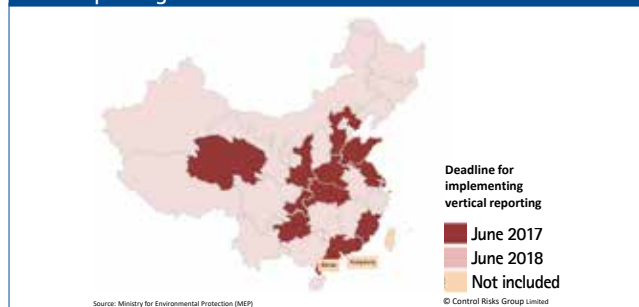 Deadline for
implementing
vertical reporting
June 2017
June 2018
Not included
Source: Ministry for Environmental Protection (MEP)
© Control Risks Group Limited